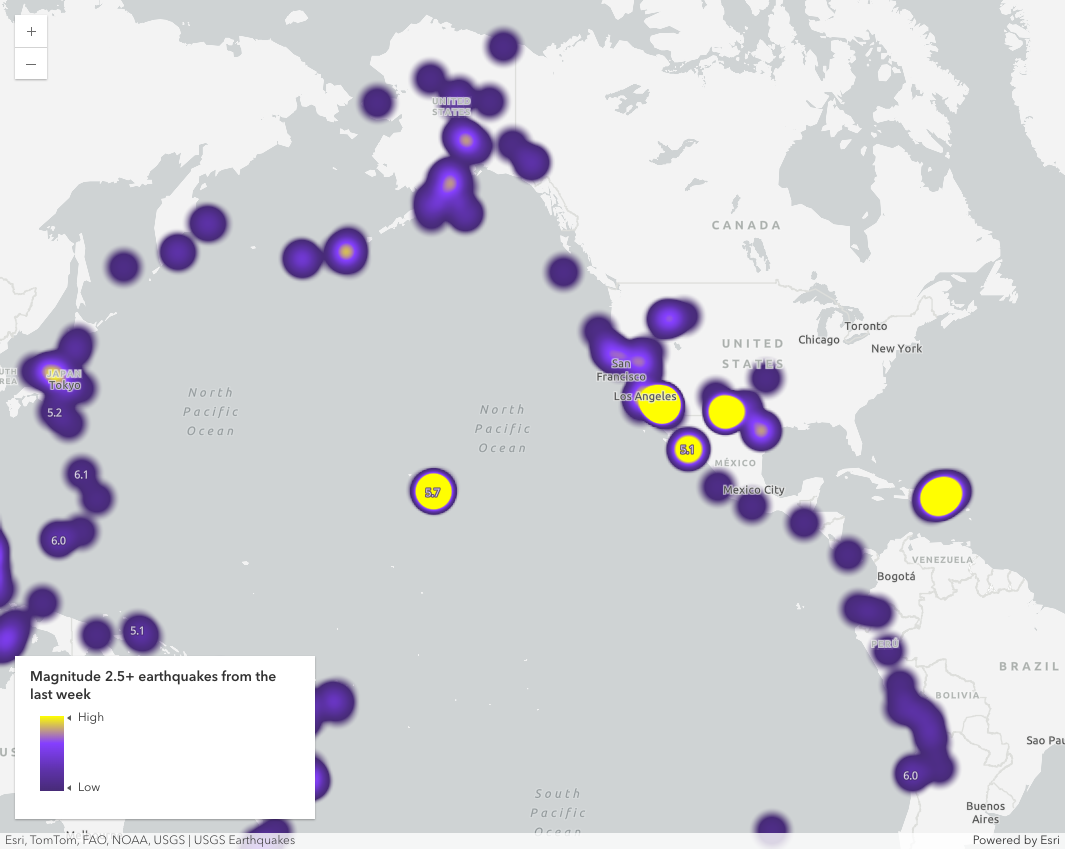 +
−
UNITED
STATES
CANADA
Toronto
Chicago
New York
UNITED
STATES
San
Francisco
Los Angeles
JAPAN
Tokyo
5.2
North
Pacific
Ocean
North
Pacific
Ocean
5.1
MÉXICO
Mexico City
6.1
5.7
6.0
VENEZUELA
Bogotá
5.1
PERÚ
BRAZIL
BOLIVIA
Sao Pau
6.0
South
Pacific
Ocean
Buenos
Aires
Magnitude 2.5+ earthquakes from the
last week
High
Low
Esri, TomTom, FAO, NOAA, USGS | USGS Earthquakes
Powered by Esri